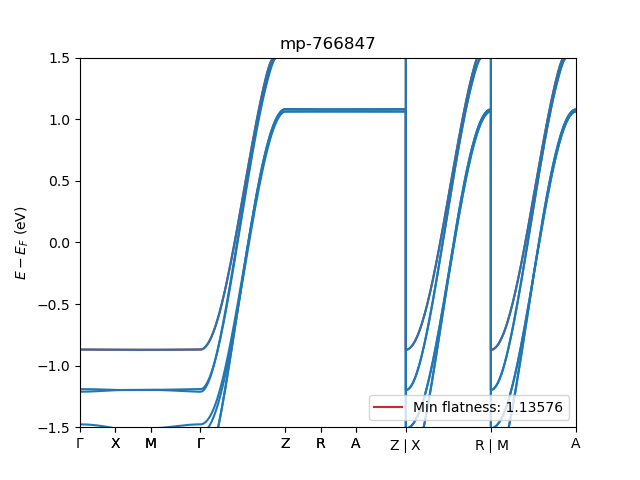 mp-766847
1.5
1.0
0.5
0.0
−0.5
−1.0
−1.5
E − E_F (eV)
Min flatness: 1.13576
Γ X M Γ Z R A Z | X R | M A